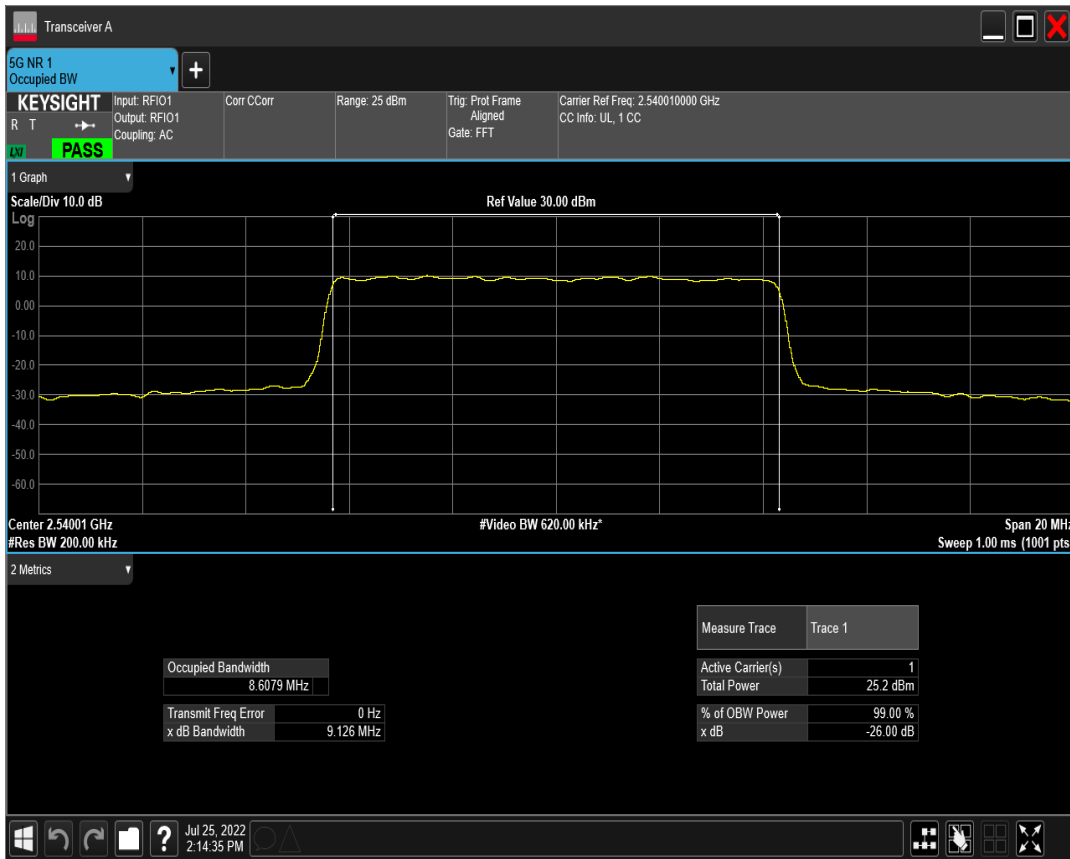 Transceiver A
5G NR 1
Occupied BW
KEYSIGHT
R T
LXI
PASS
Input: RFIO1
Output: RFIO1
Coupling: AC
Corr CCorr
Range: 25 dBm
Trig: Prot Frame
Aligned
Gate: FFT
Carrier Ref Freq: 2.540010000 GHz
CC Info: UL, 1 CC
1 Graph
Scale/Div 10.0 dB
Ref Value 30.00 dBm
Log
20.0
10.0
0.00
-10.0
-20.0
-30.0
-40.0
-50.0
-60.0
Center 2.54001 GHz
#Video BW 620.00 kHz*
Span 20 MHz
#Res BW 200.00 kHz
Sweep 1.00 ms (1001 pts
2 Metrics
Measure Trace Trace 1
Occupied Bandwidth
8.6079 MHz
Active Carrier(s) 1
Total Power 25.2 dBm
Transmit Freq Error 0 Hz
x dB Bandwidth 9.126 MHz
% of OBW Power 99.00 %
x dB -26.00 dB
?
Jul 25, 2022
2:14:35 PM